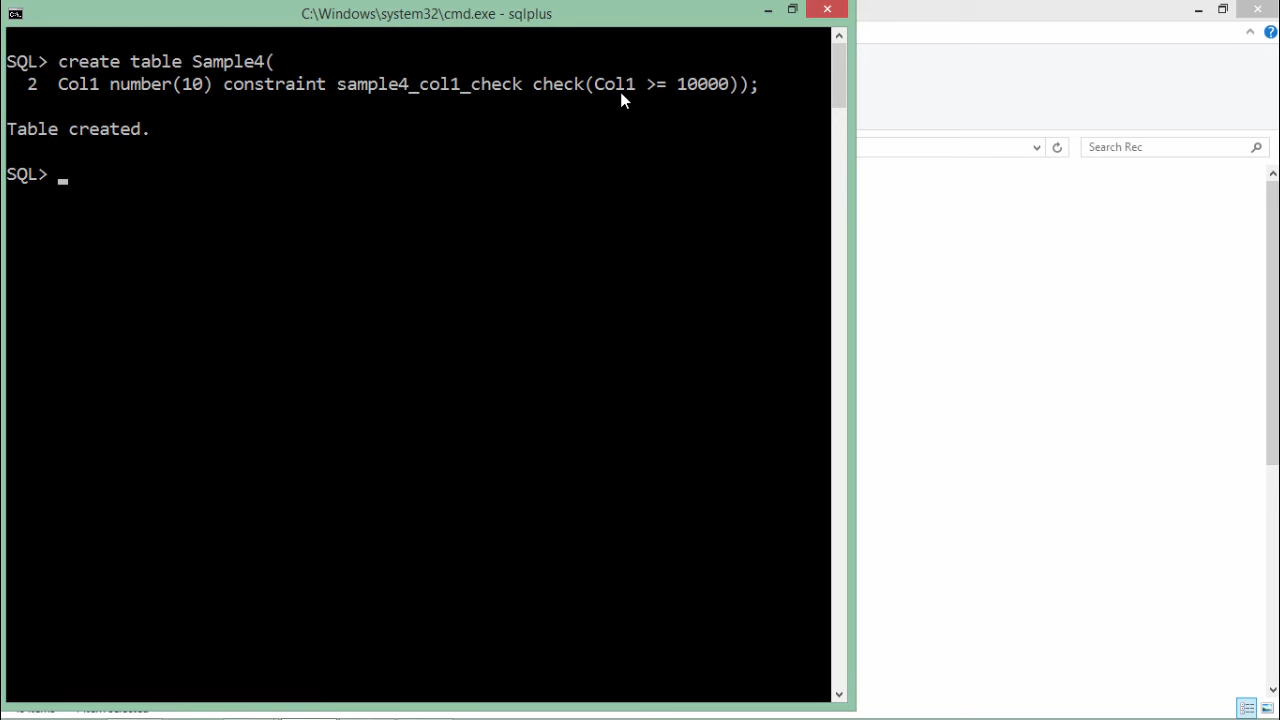 C:\Windows\system32\cmd.exe - sqlplus
SQL> create table Sample4(
2 Col1 number(10) constraint sample4_col1_check check(Col1 >= 10000));
Table created.
SQL>
Search Rec